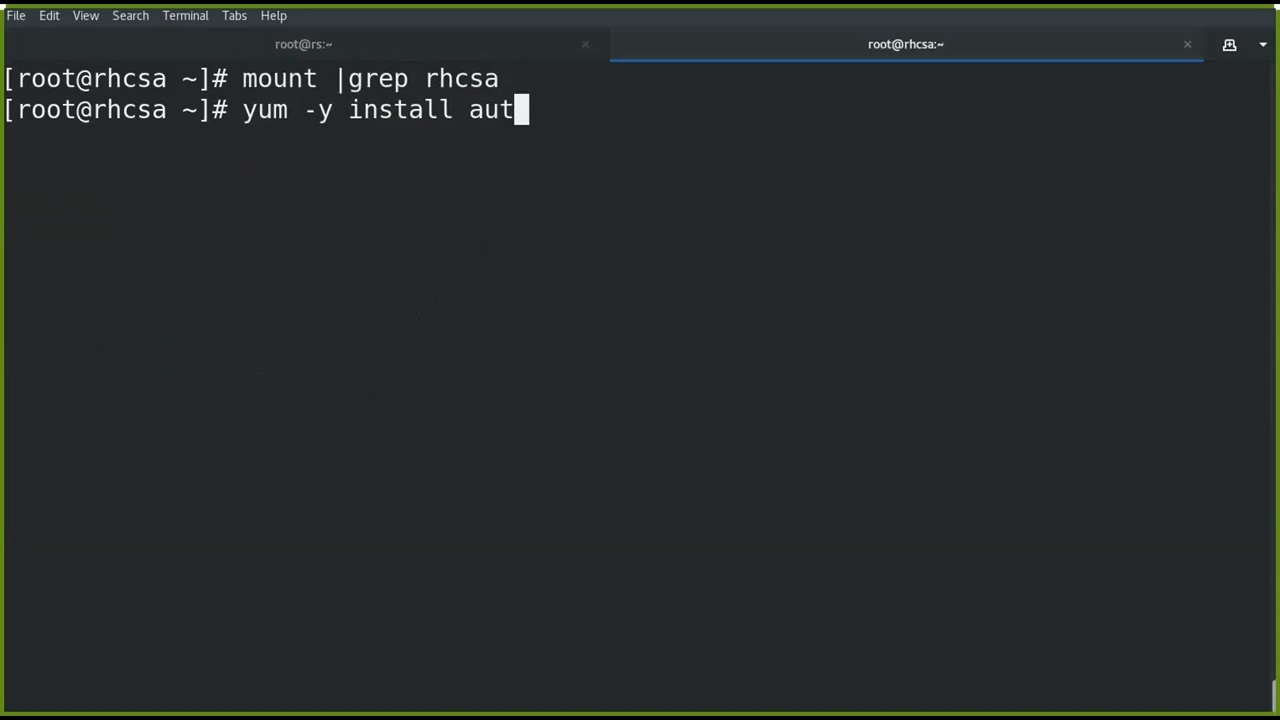 File Edit View Search Terminal Tabs Help
root@rs:~ × root@rhcsa:~ ×
[root@rhcsa ~]# mount |grep rhcsa
[root@rhcsa ~]# yum -y install aut